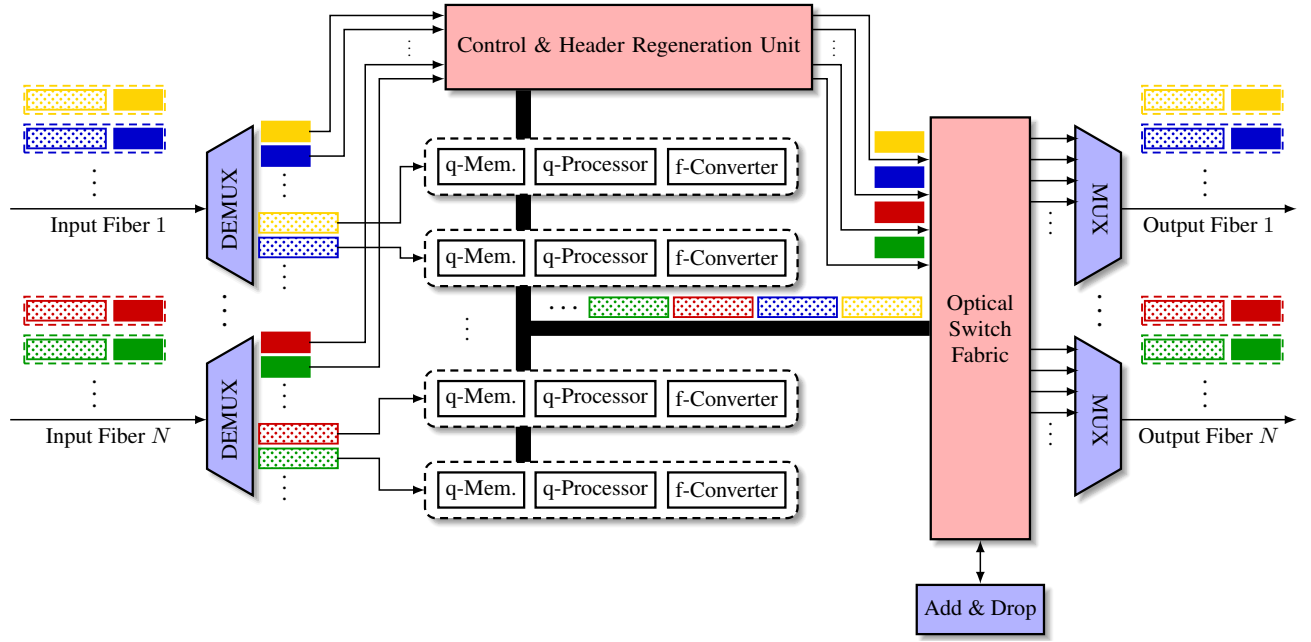 Control & Header Regeneration Unit
DEMUX
Input Fiber 1
q-Mem.
q-Processor
f-Converter
q-Mem.
q-Processor
f-Converter
MUX
Output Fiber 1
Optical
Switch
Fabric
DEMUX
Input Fiber N
q-Mem.
q-Processor
f-Converter
q-Mem.
q-Processor
f-Converter
MUX
Output Fiber N
Add & Drop